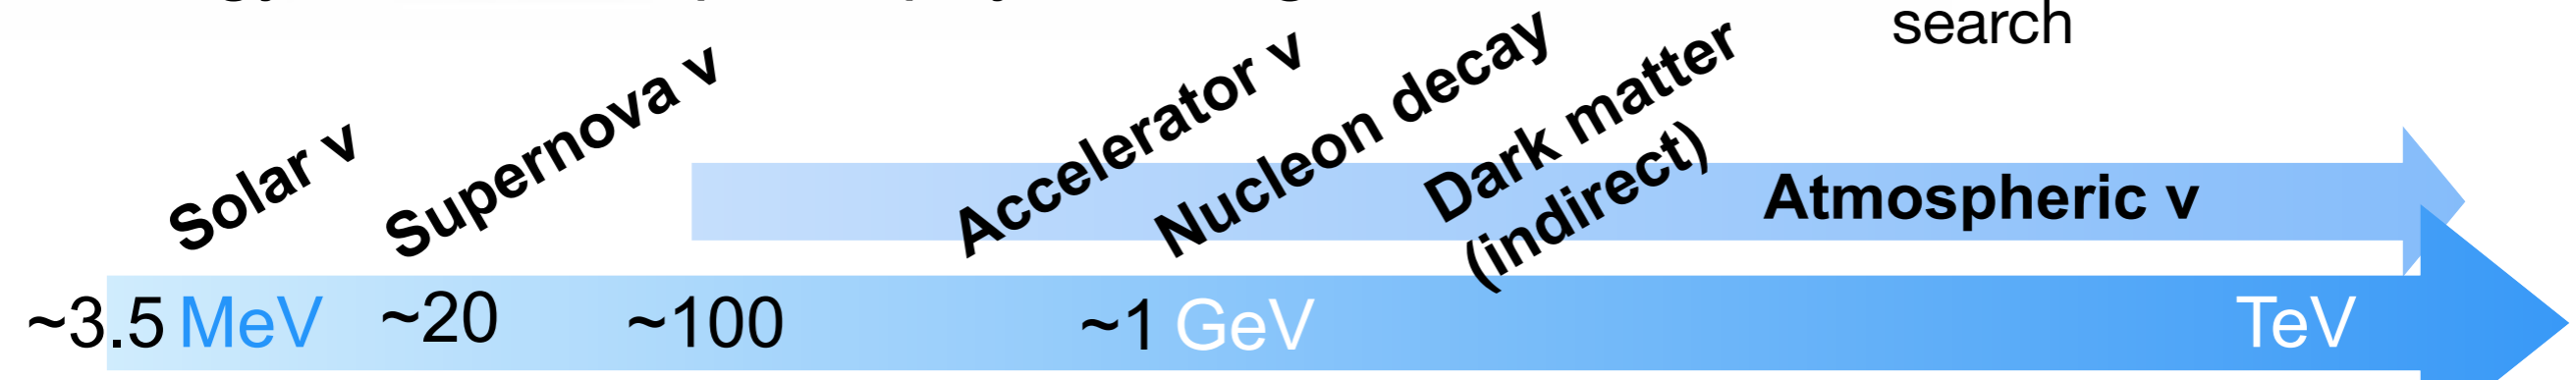 search
Solar ν
Supernova ν
Accelerator ν
Nucleon decay
Dark matter
(indirect)
Atmospheric ν
~3.5 MeV ~20 ~100 ~1 GeV TeV